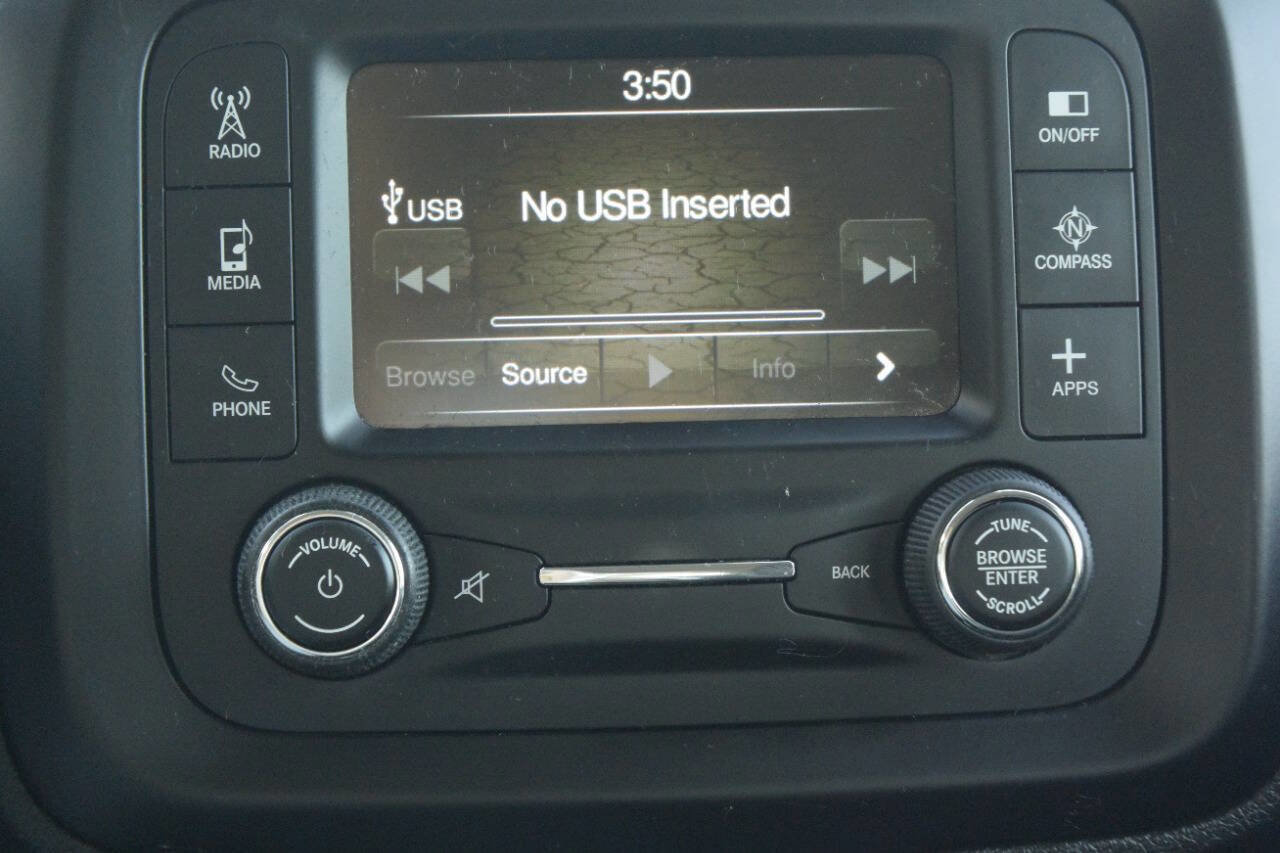 3:50
RADIO
ON/OFF
USB
No USB Inserted
MEDIA
N
COMPASS
PHONE
Browse
Source
Info
APPS
VOLUME
BACK
TUNE
BROWSE
ENTER
SCROLL